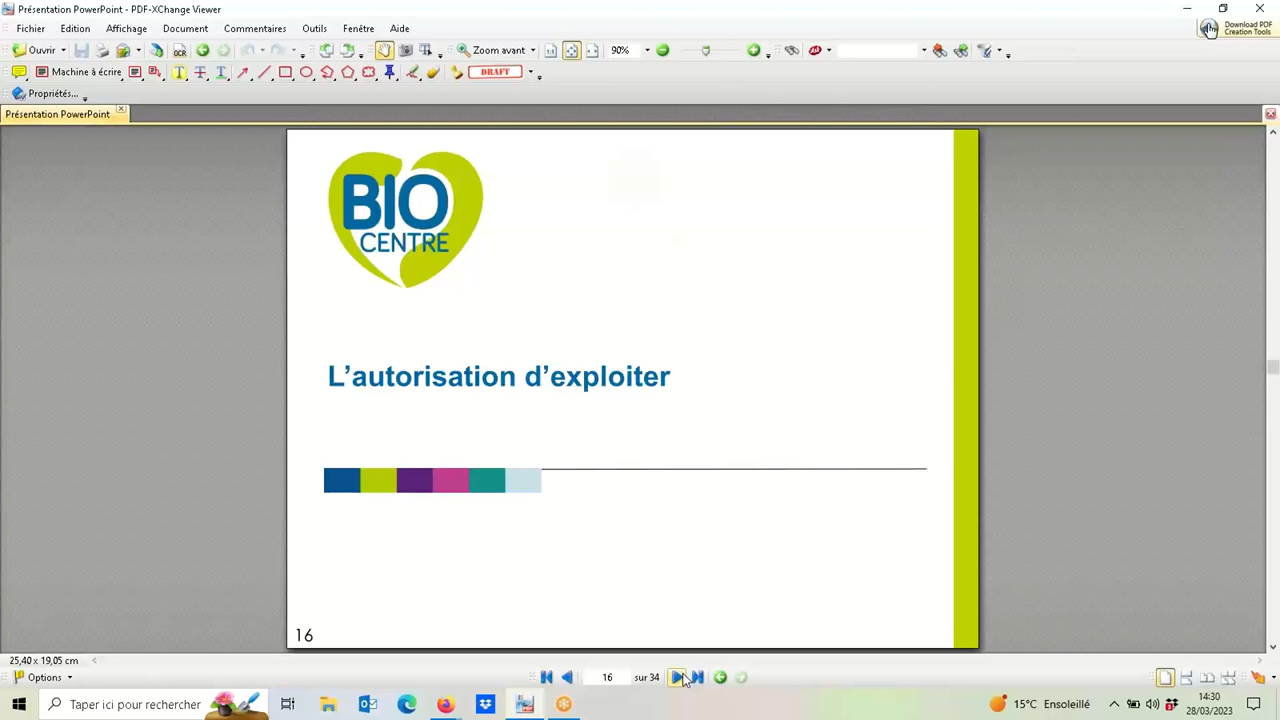 Présentation PowerPoint - PDF-XChange Viewer
Fichier Edition Affichage Document Commentaires Outils Fenêtre Aide
Download PDF
Creation Tools
Ouvrir OCR Zoom avant 90%
Machine à écrire DRAFT
Propriétés...
Présentation PowerPoint
BIO
CENTRE
L'autorisation d'exploiter
16
25,40 x 19,05 cm
Options 16 sur 34
Taper ici pour rechercher 15°C Ensoleillé 14:30
28/03/2023